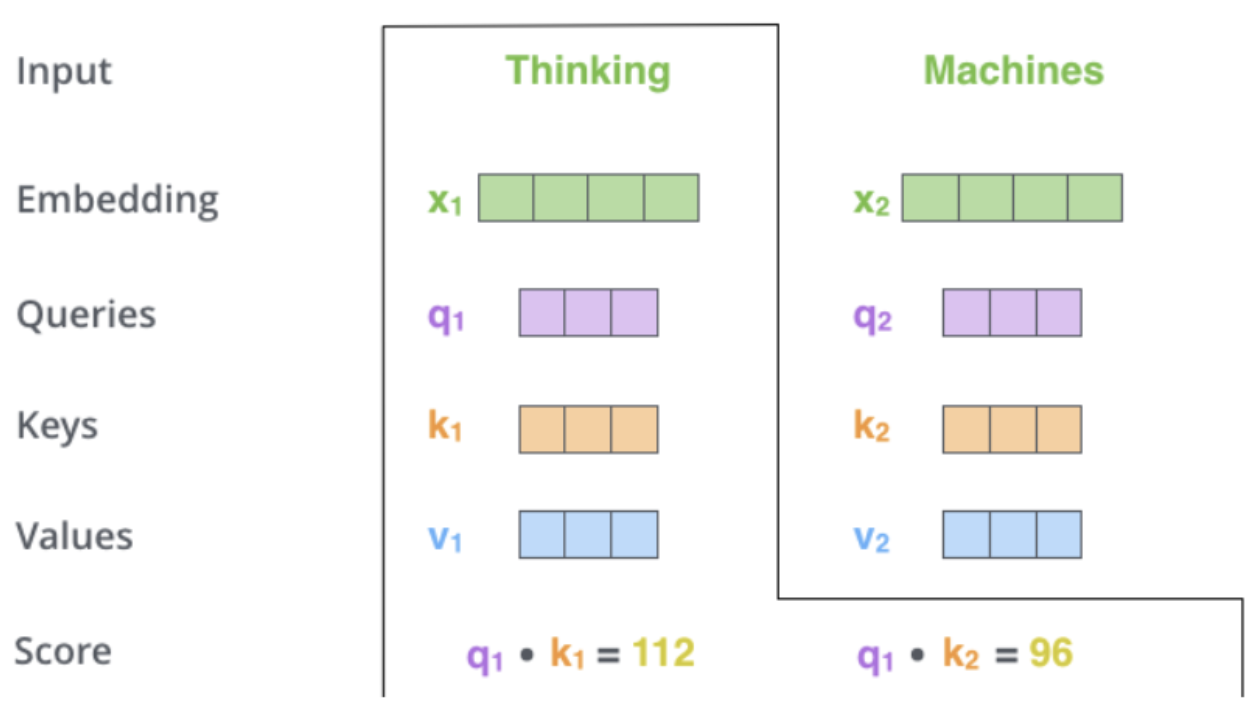 Input Thinking Machines
Embedding x₁ x₂
Queries q₁ q₂
Keys k₁ k₂
Values v₁ v₂
Score q₁ • k₁ = 112 q₁ • k₂ = 96